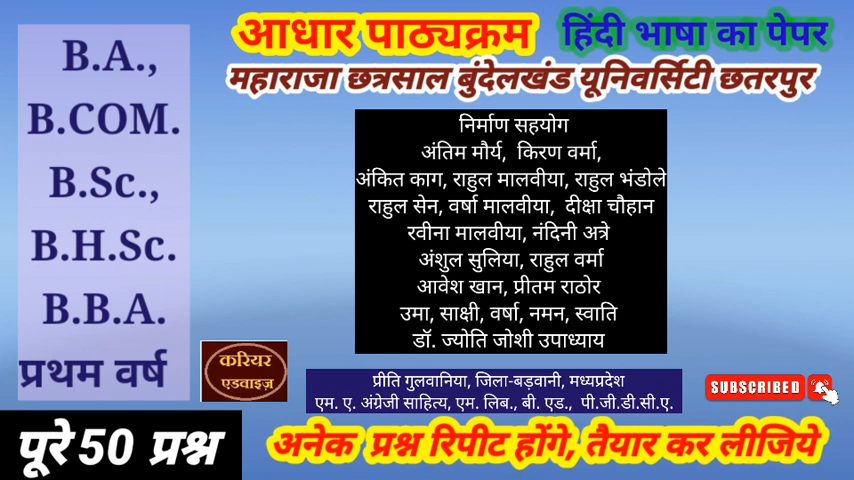 आधार पाठ्यक्रम हिंदी भाषा का पेपर
महाराजा छत्रसाल बुंदेलखंड यूनिवर्सिटी छतरपुर
B.A.,
B.COM.
B.Sc.,
B.H.Sc.
B.B.A.
प्रथम वर्ष
निर्माण सहयोग
अंतिम मौर्य, किरण वर्मा,
अंकित काग, राहुल मालवीया, राहुल भंडोले
राहुल सेन, वर्षा मालवीया, दीक्षा चौहान
रवीना मालवीया, नंदिनी अत्रे
अंशुल सुलिया, राहुल वर्मा
आवेश खान, प्रीतम राठोर
उमा, साक्षी, वर्षा, नमन, स्वाति
डॉ. ज्योति जोशी उपाध्याय
करियर
एडवाइज़
प्रीति गुलवानिया, जिला-बड़वानी, मध्यप्रदेश
एम. ए. अंग्रेजी साहित्य, एम. लिब., बी. एड., पी.जी.डी.सी.ए.
SUBSCRIBED
पूरे 50 प्रश्न
अनेक प्रश्न रिपीट होंगे, तैयार कर लीजिये